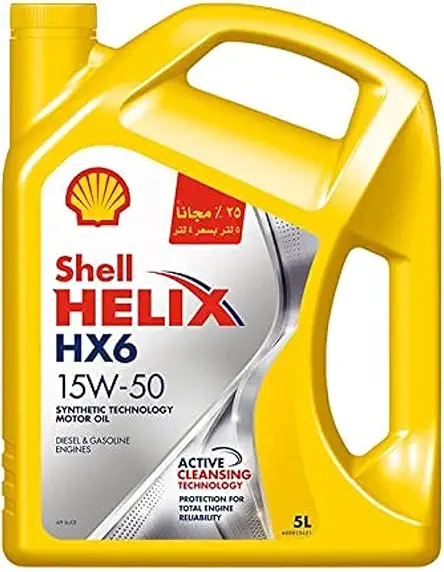 ٢٥ ٪ مجاناً
٥ لتر بسعر ٤ لتر
Shell
HELIX
HX6
15W-50
SYNTHETIC TECHNOLOGY
MOTOR OIL
DIESEL & GASOLINE
ENGINES
ACTIVE
CLEANSING
TECHNOLOGY
PROTECTION FOR
TOTAL ENGINE
RELIABILITY
5L